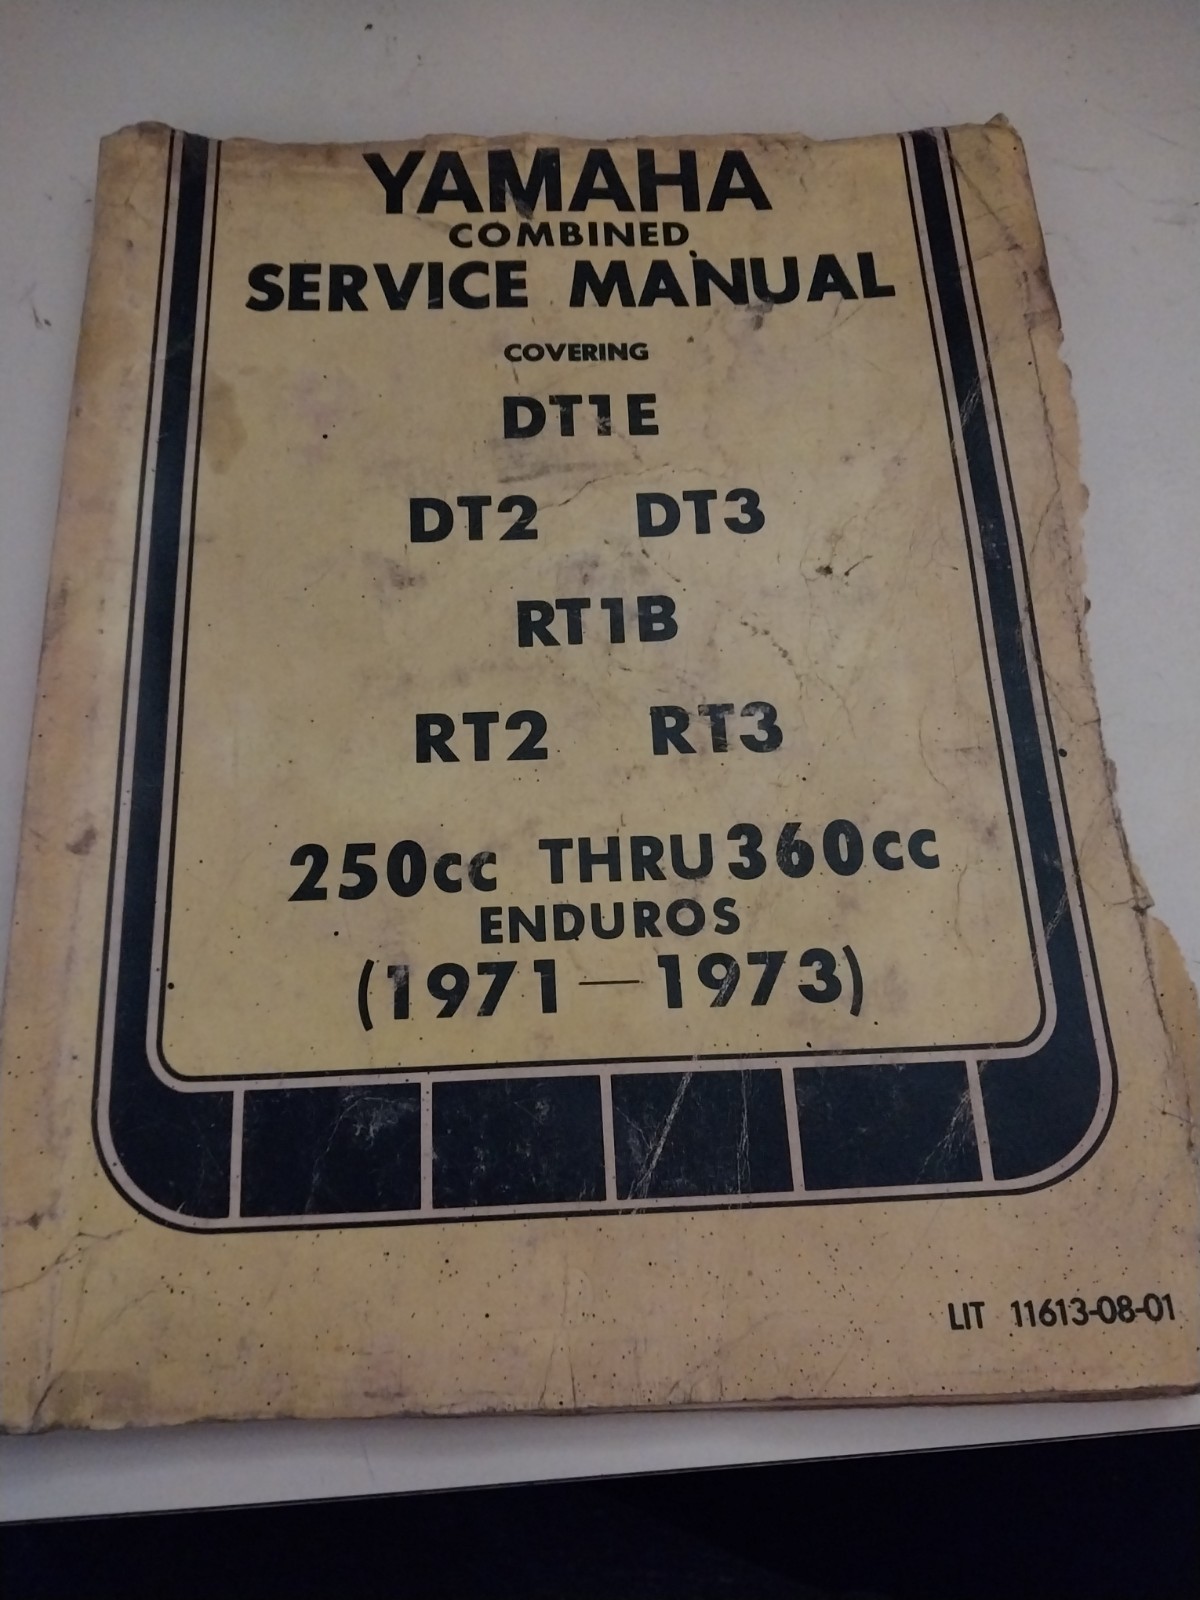 YAMAHA
COMBINED
SERVICE MANUAL
COVERING
DT1E
DT2 DT3
RT1B
RT2 RT3
250cc THRU 360cc
ENDUROS
(1971 — 1973)
LIT 11613-08-01